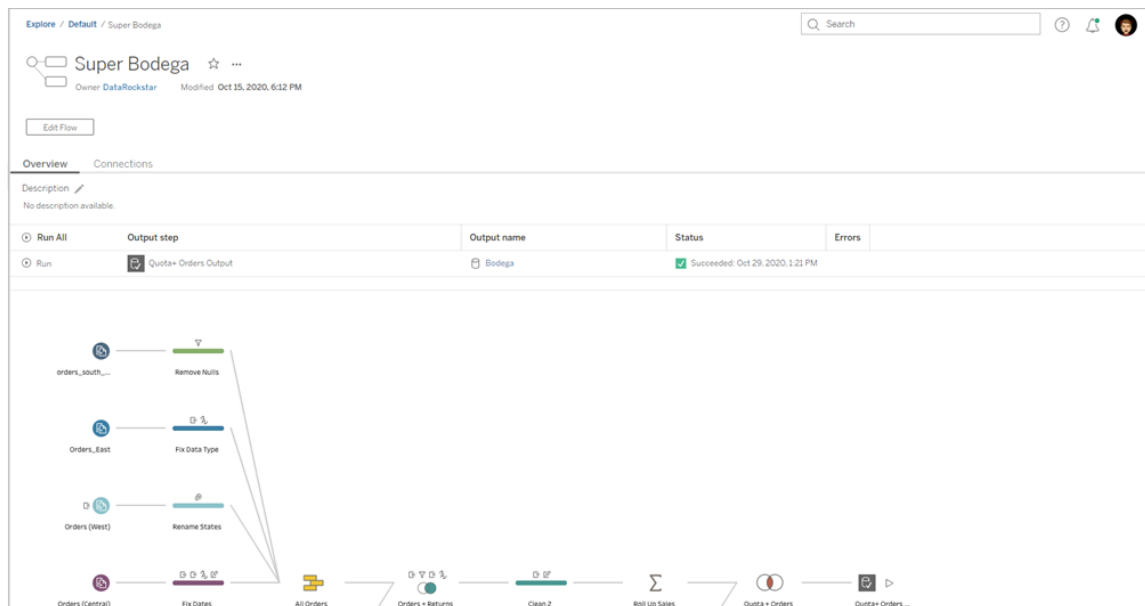 Explore / Default / Super Bodega
Search
Super Bodega
Owner DataRockstar Modified Oct 15, 2020, 6:12 PM
Edit Flow
Overview Connections
Description
No description available.
Run All Output step Output name Status Errors
Run Quota+ Orders Output Bodega Succeeded: Oct 29, 2020, 1:21 PM
orders_south_... Remove Nulls
Orders_East Fix Data Type
Orders (West) Rename States
Orders (Central) Fix Dates All Orders Orders + Returns Clean 2 Roll Up Sales Quota + Orders Quota+ Orders ...